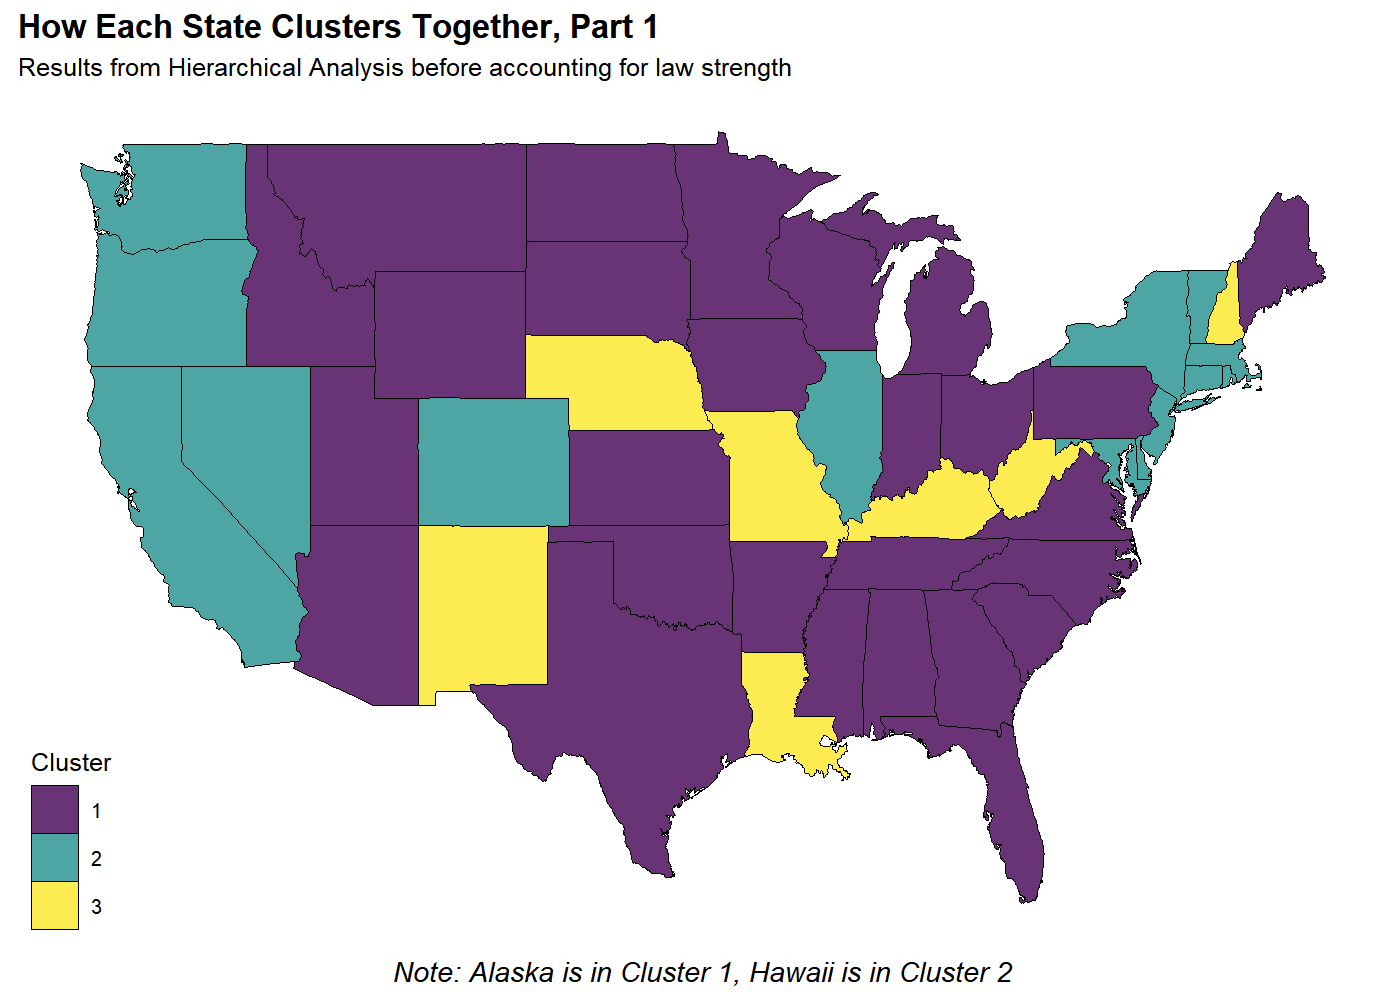 How Each State Clusters Together, Part 1
Results from Hierarchical Analysis before accounting for law strength
Cluster
1
2
3
Note: Alaska is in Cluster 1, Hawaii is in Cluster 2